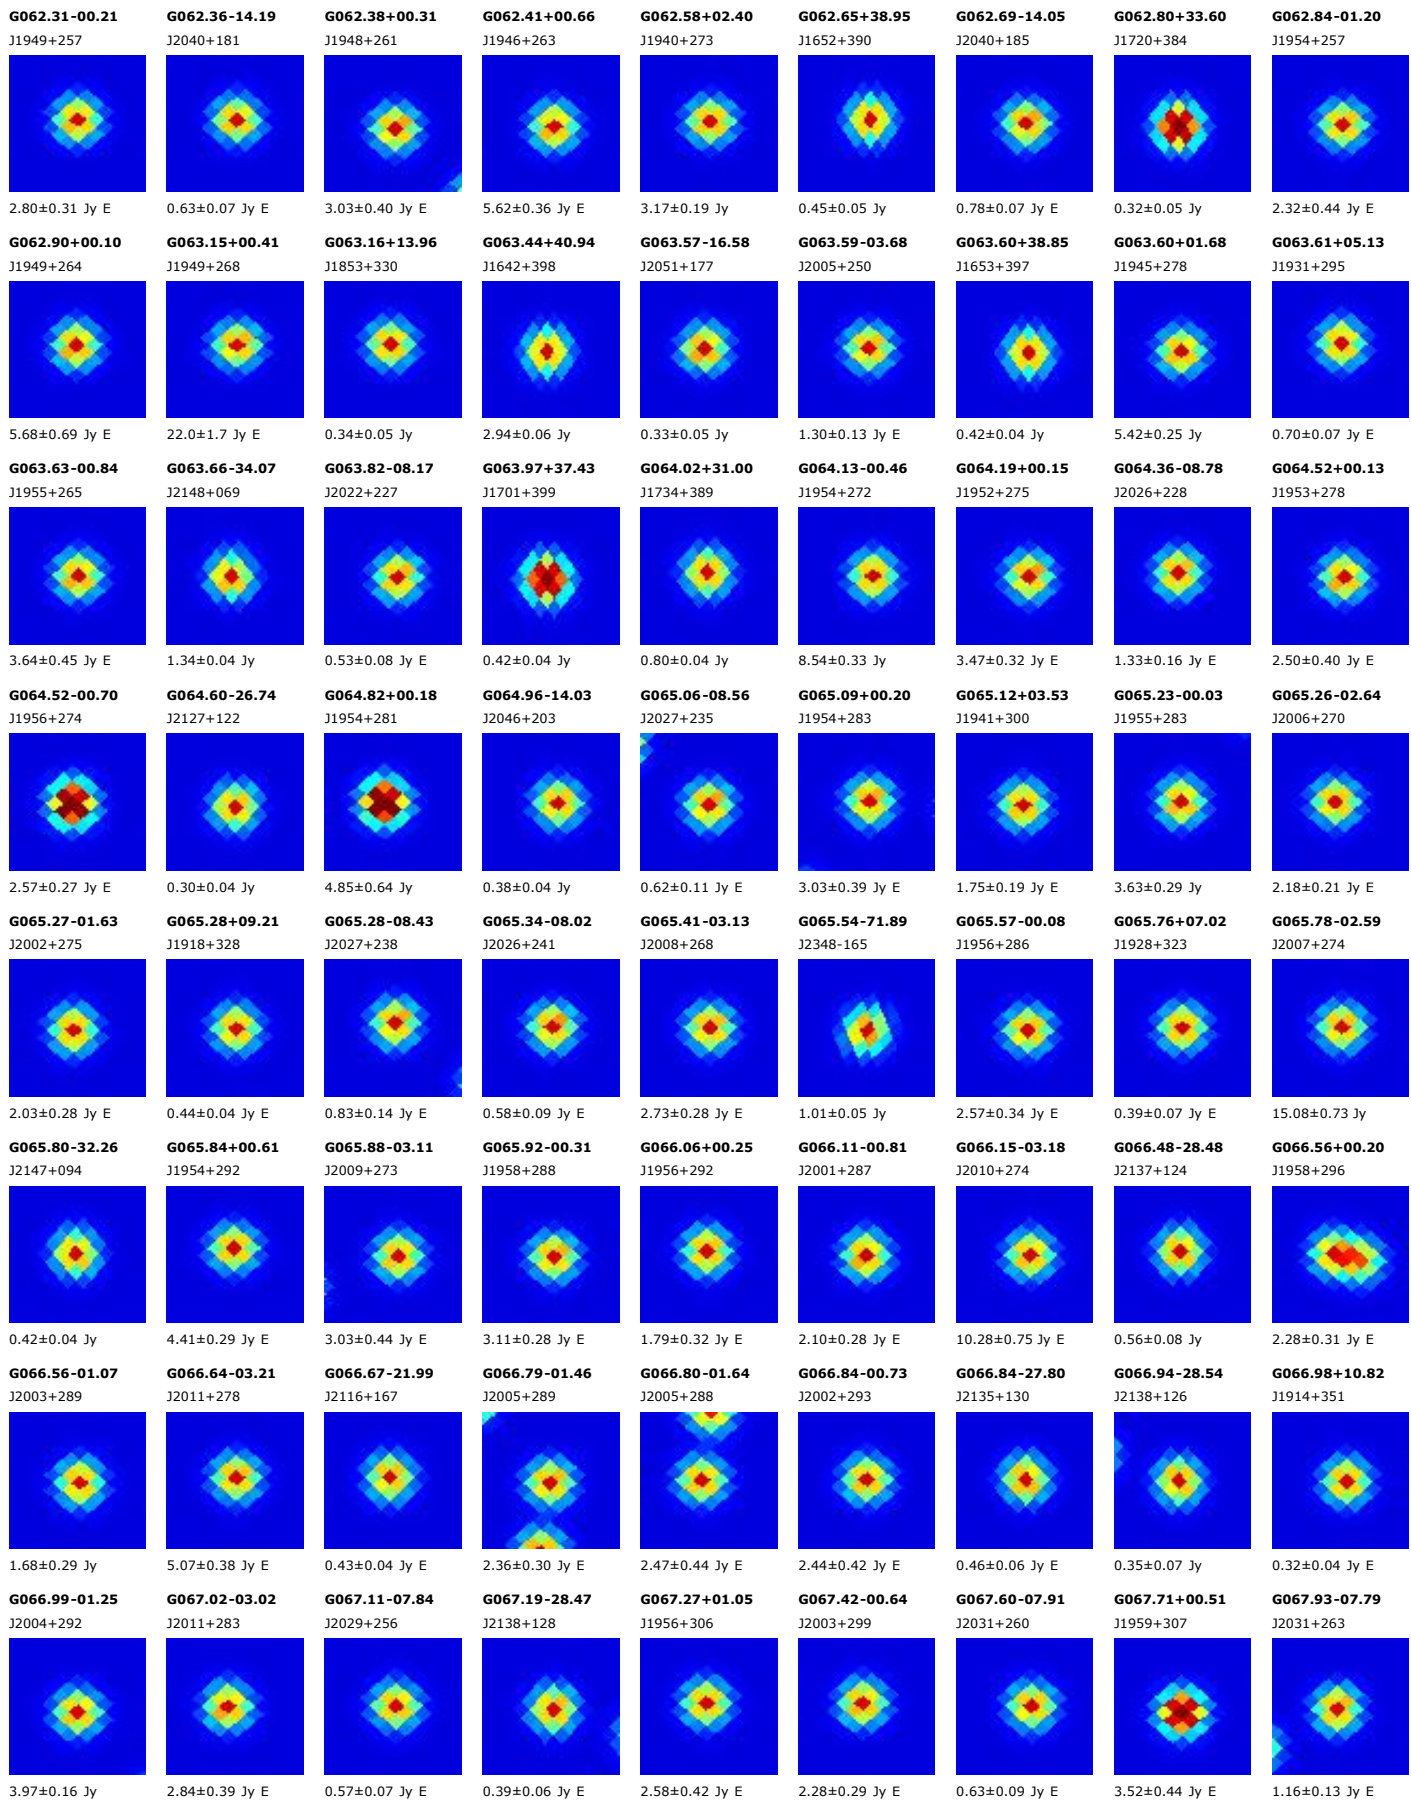 G062.31-00.21 G062.36-14.19 G062.38+00.31 G062.41+00.66 G062.58+02.40 G062.65+38.95 G062.69-14.05 G062.80+33.60 G062.84-01.20
J1949+257 J2040+181 J1948+261 J1946+263 J1940+273 J1652+390 J2040+185 J1720+384 J1954+257
2.80±0.31 Jy E 0.63±0.07 Jy E 3.03±0.40 Jy E 5.62±0.36 Jy E 3.17±0.19 Jy 0.45±0.05 Jy 0.78±0.07 Jy E 0.32±0.05 Jy 2.32±0.44 Jy E
G062.90+00.10 G063.15+00.41 G063.16+13.96 G063.44+40.94 G063.57-16.58 G063.59-03.68 G063.60+38.85 G063.60+01.68 G063.61+05.13
J1949+264 J1949+268 J1853+330 J1642+398 J2051+177 J2005+250 J1653+397 J1945+278 J1931+295
5.68±0.69 Jy E 22.0±1.7 Jy E 0.34±0.05 Jy 2.94±0.06 Jy 0.33±0.05 Jy 1.30±0.13 Jy E 0.42±0.04 Jy 5.42±0.25 Jy 0.70±0.07 Jy E
G063.63-00.84 G063.66-34.07 G063.82-08.17 G063.97+37.43 G064.02+31.00 G064.13-00.46 G064.19+00.15 G064.36-08.78 G064.52+00.13
J1955+265 J2148+069 J2022+227 J1701+399 J1734+389 J1954+272 J1952+275 J2026+228 J1953+278
3.64±0.45 Jy E 1.34±0.04 Jy 0.53±0.08 Jy E 0.42±0.04 Jy 0.80±0.04 Jy 8.54±0.33 Jy 3.47±0.32 Jy E 1.33±0.16 Jy E 2.50±0.40 Jy E
G064.52-00.70 G064.60-26.74 G064.82+00.18 G064.96-14.03 G065.06-08.56 G065.09+00.20 G065.12+03.53 G065.23-00.03 G065.26-02.64
J1956+274 J2127+122 J1954+281 J2046+203 J2027+235 J1954+283 J1941+300 J1955+283 J2006+270
2.57±0.27 Jy E 0.30±0.04 Jy 4.85±0.64 Jy 0.38±0.04 Jy 0.62±0.11 Jy E 3.03±0.39 Jy E 1.75±0.19 Jy E 3.63±0.29 Jy 2.18±0.21 Jy E
G065.27-01.63 G065.28+09.21 G065.28-08.43 G065.34-08.02 G065.41-03.13 G065.54-71.89 G065.57-00.08 G065.76+07.02 G065.78-02.59
J2002+275 J1918+328 J2027+238 J2026+241 J2008+268 J2348-165 J1956+286 J1928+323 J2007+274
2.03±0.28 Jy E 0.44±0.04 Jy E 0.83±0.14 Jy E 0.58±0.09 Jy E 2.73±0.28 Jy E 1.01±0.05 Jy 2.57±0.34 Jy E 0.39±0.07 Jy E 15.08±0.73 Jy
G065.80-32.26 G065.84+00.61 G065.88-03.11 G065.92-00.31 G066.06+00.25 G066.11-00.81 G066.15-03.18 G066.48-28.48 G066.56+00.20
J2147+094 J1954+292 J2009+273 J1958+288 J1956+292 J2001+287 J2010+274 J2137+124 J1958+296
0.42±0.04 Jy 4.41±0.29 Jy E 3.03±0.44 Jy E 3.11±0.28 Jy E 1.79±0.32 Jy E 2.10±0.28 Jy E 10.28±0.75 Jy E 0.56±0.08 Jy 2.28±0.31 Jy E
G066.56-01.07 G066.64-03.21 G066.67-21.99 G066.79-01.46 G066.80-01.64 G066.84-00.73 G066.84-27.80 G066.94-28.54 G066.98+10.82
J2003+289 J2011+278 J2116+167 J2005+289 J2005+288 J2002+293 J2135+130 J2138+126 J1914+351
1.68±0.29 Jy 5.07±0.38 Jy E 0.43±0.04 Jy E 2.36±0.30 Jy E 2.47±0.44 Jy E 2.44±0.42 Jy E 0.46±0.06 Jy E 0.35±0.07 Jy 0.32±0.04 Jy E
G066.99-01.25 G067.02-03.02 G067.11-07.84 G067.19-28.47 G067.27+01.05 G067.42-00.64 G067.60-07.91 G067.71+00.51 G067.93-07.79
J2004+292 J2011+283 J2029+256 J2138+128 J1956+306 J2003+299 J2031+260 J1959+307 J2031+263
3.97±0.16 Jy 2.84±0.39 Jy E 0.57±0.07 Jy E 0.39±0.06 Jy E 2.58±0.42 Jy E 2.28±0.29 Jy E 0.63±0.09 Jy E 3.52±0.44 Jy E 1.16±0.13 Jy E